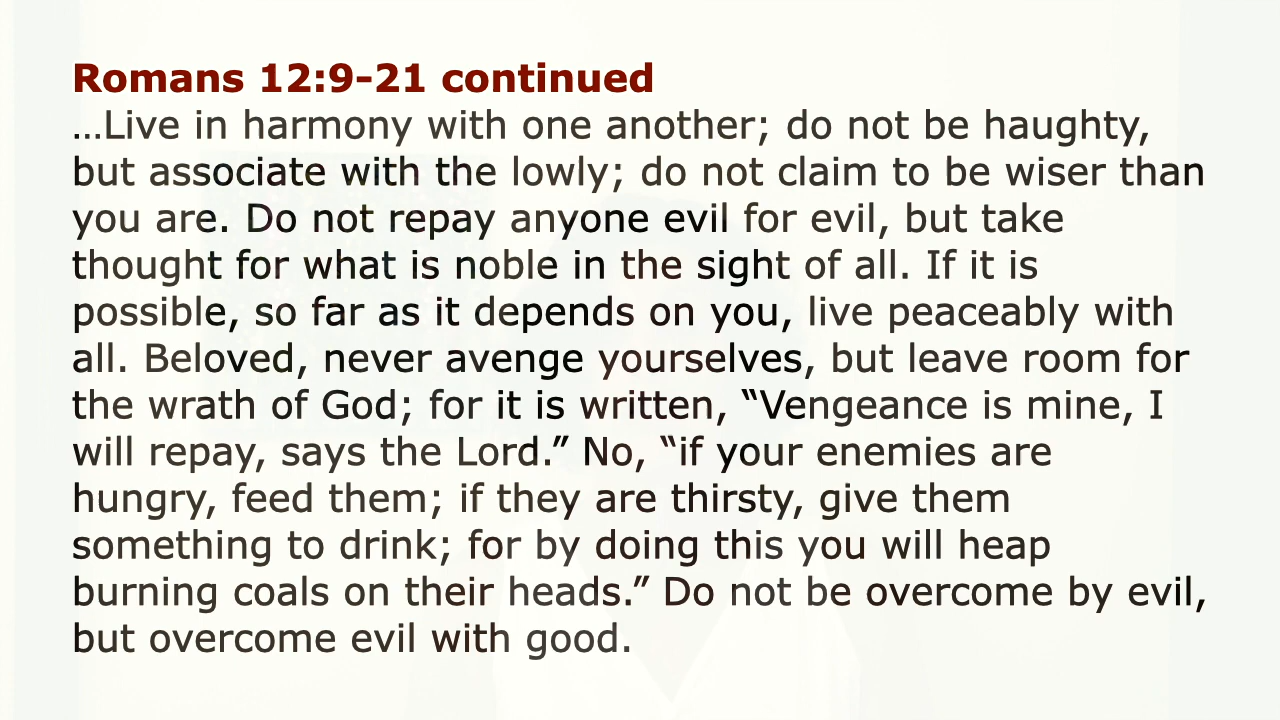 Romans 12:9-21 continued
…Live in harmony with one another; do not be haughty,
but associate with the lowly; do not claim to be wiser than
you are. Do not repay anyone evil for evil, but take
thought for what is noble in the sight of all. If it is
possible, so far as it depends on you, live peaceably with
all. Beloved, never avenge yourselves, but leave room for
the wrath of God; for it is written, “Vengeance is mine, I
will repay, says the Lord.” No, “if your enemies are
hungry, feed them; if they are thirsty, give them
something to drink; for by doing this you will heap
burning coals on their heads.” Do not be overcome by evil,
but overcome evil with good.